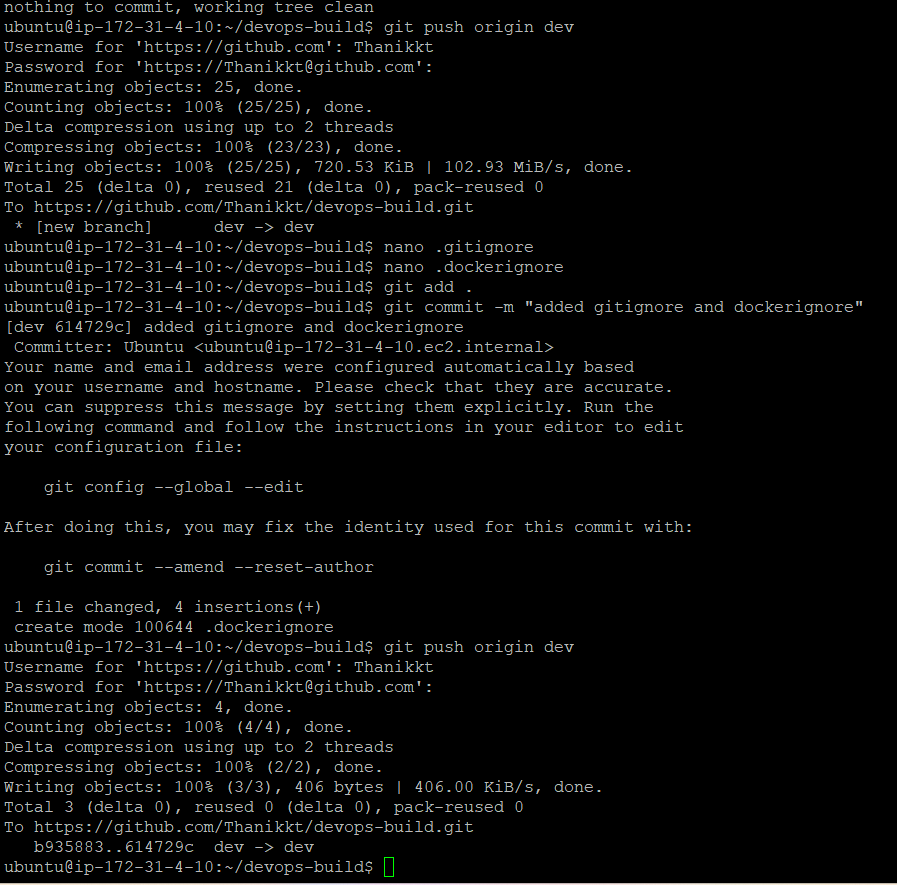 nothing to commit, working tree clean
ubuntu@ip-172-31-4-10:~/devops-build$ git push origin dev
Username for 'https://github.com': Thanikkt
Password for 'https://Thanikkt@github.com':
Enumerating objects: 25, done.
Counting objects: 100% (25/25), done.
Delta compression using up to 2 threads
Compressing objects: 100% (23/23), done.
Writing objects: 100% (25/25), 720.53 KiB | 102.93 MiB/s, done.
Total 25 (delta 0), reused 21 (delta 0), pack-reused 0
To https://github.com/Thanikkt/devops-build.git
 * [new branch]      dev -> dev
ubuntu@ip-172-31-4-10:~/devops-build$ nano .gitignore
ubuntu@ip-172-31-4-10:~/devops-build$ nano .dockerignore
ubuntu@ip-172-31-4-10:~/devops-build$ git add .
ubuntu@ip-172-31-4-10:~/devops-build$ git commit -m "added gitignore and dockerignore"
[dev 614729c] added gitignore and dockerignore
 Committer: Ubuntu <ubuntu@ip-172-31-4-10.ec2.internal>
Your name and email address were configured automatically based
on your username and hostname. Please check that they are accurate.
You can suppress this message by setting them explicitly. Run the
following command and follow the instructions in your editor to edit
your configuration file:

    git config --global --edit

After doing this, you may fix the identity used for this commit with:

    git commit --amend --reset-author

 1 file changed, 4 insertions(+)
 create mode 100644 .dockerignore
ubuntu@ip-172-31-4-10:~/devops-build$ git push origin dev
Username for 'https://github.com': Thanikkt
Password for 'https://Thanikkt@github.com':
Enumerating objects: 4, done.
Counting objects: 100% (4/4), done.
Delta compression using up to 2 threads
Compressing objects: 100% (2/2), done.
Writing objects: 100% (3/3), 406 bytes | 406.00 KiB/s, done.
Total 3 (delta 0), reused 0 (delta 0), pack-reused 0
To https://github.com/Thanikkt/devops-build.git
   b935883..614729c  dev -> dev
ubuntu@ip-172-31-4-10:~/devops-build$